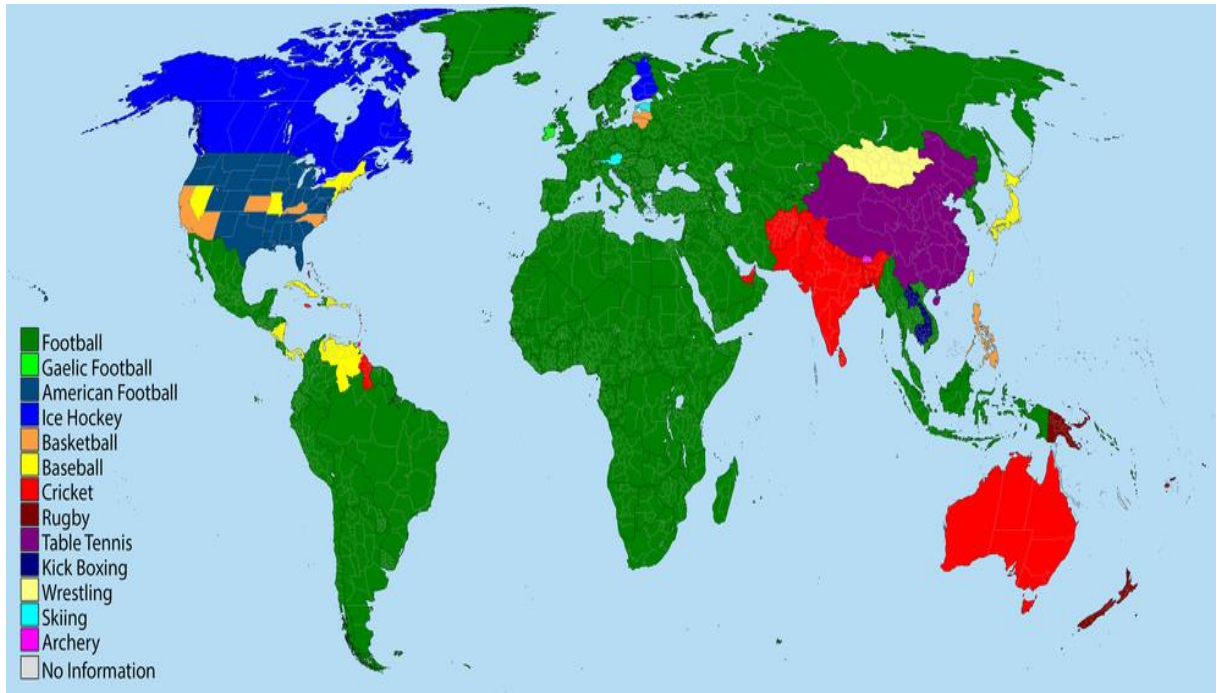 Football
Gaelic Football
American Football
Ice Hockey
Basketball
Baseball
Cricket
Rugby
Table Tennis
Kick Boxing
Wrestling
Skiing
Archery
No Information